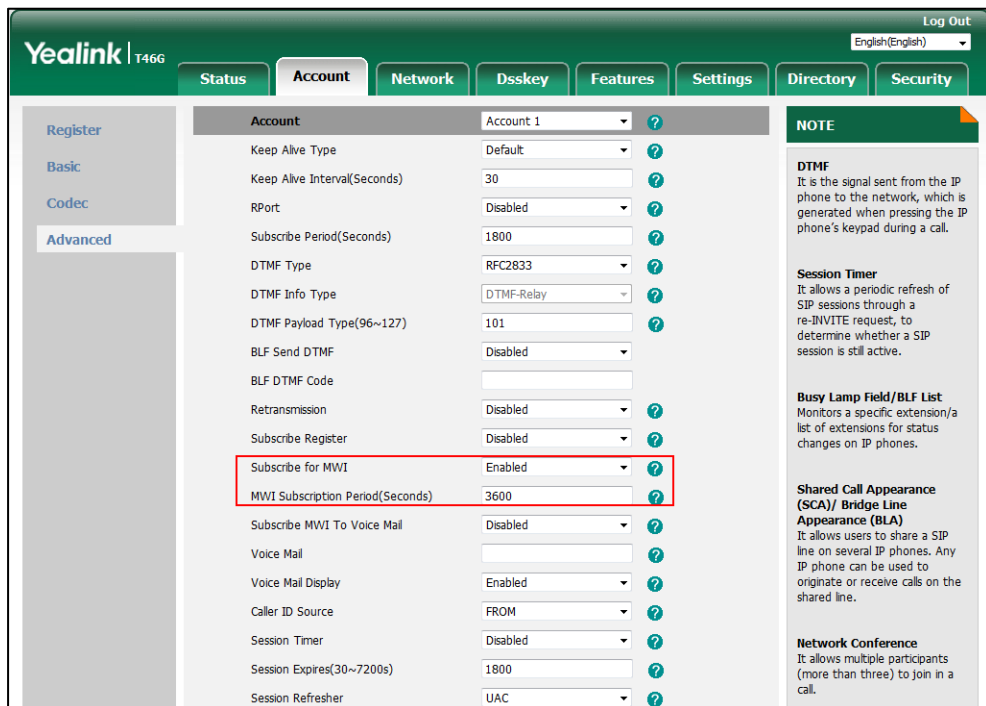 Log Out
Yealink T46G
English(English)
Status Account Network Dsskey Features Settings Directory Security
Register
Basic
Codec
Advanced
Account Account 1 ?
Keep Alive Type Default ?
Keep Alive Interval(Seconds) 30 ?
RPort Disabled ?
Subscribe Period(Seconds) 1800 ?
DTMF Type RFC2833 ?
DTMF Info Type DTMF-Relay ?
DTMF Payload Type(96~127) 101 ?
BLF Send DTMF Disabled
BLF DTMF Code
Retransmission Disabled ?
Subscribe Register Disabled ?
Subscribe for MWI Enabled ?
MWI Subscription Period(Seconds) 3600 ?
Subscribe MWI To Voice Mail Disabled ?
Voice Mail ?
Voice Mail Display Enabled ?
Caller ID Source FROM ?
Session Timer Disabled ?
Session Expires(30~7200s) 1800 ?
Session Refresher UAC ?
NOTE
DTMF
It is the signal sent from the IP
phone to the network, which is
generated when pressing the IP
phone's keypad during a call.
Session Timer
It allows a periodic refresh of
SIP sessions through a
re-INVITE request, to
determine whether a SIP
session is still active.
Busy Lamp Field/BLF List
Monitors a specific extension/a
list of extensions for status
changes on IP phones.
Shared Call Appearance
(SCA)/ Bridge Line
Appearance (BLA)
It allows users to share a SIP
line on several IP phones. Any
IP phone can be used to
originate or receive calls on the
shared line.
Network Conference
It allows multiple participants
(more than three) to join in a
call.